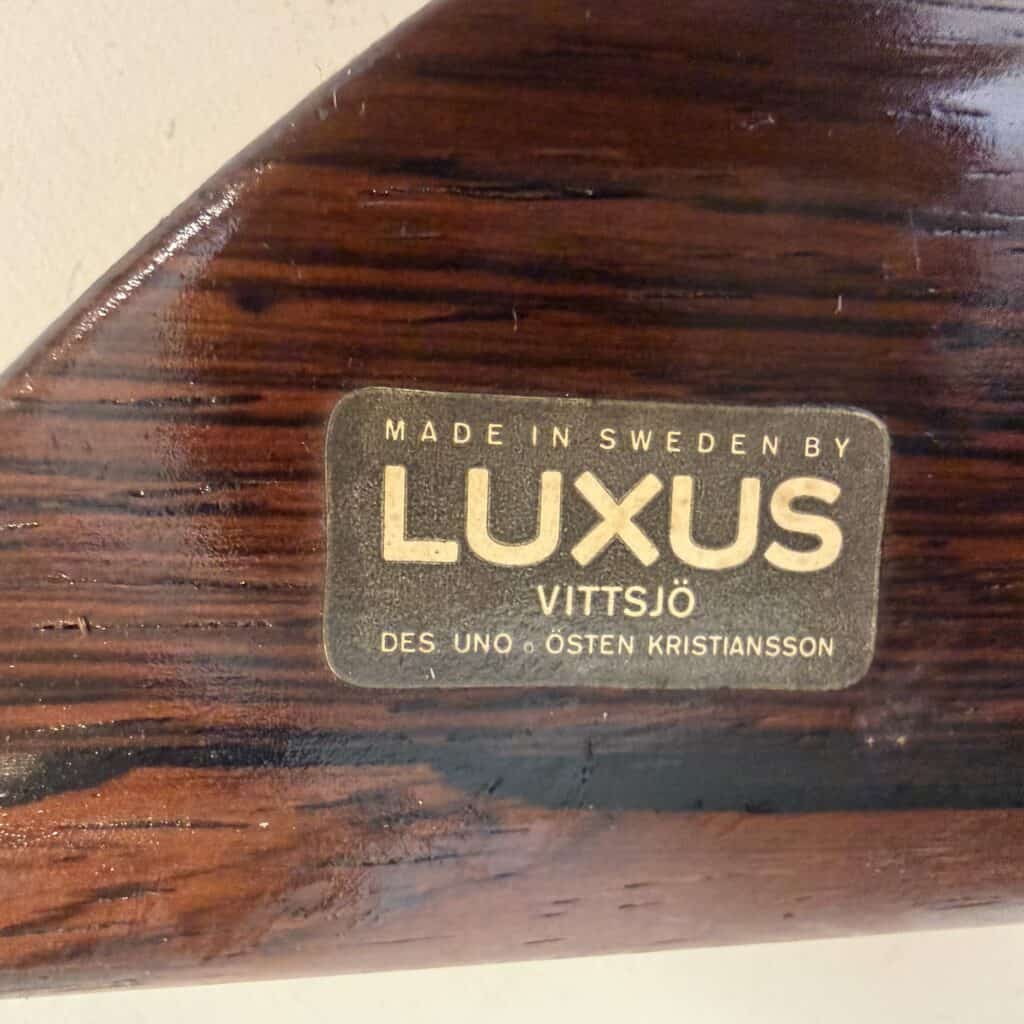 MADE IN SWEDEN BY
LUXUS
VITTSJÖ
DES. UNO o ÖSTEN KRISTIANSSON